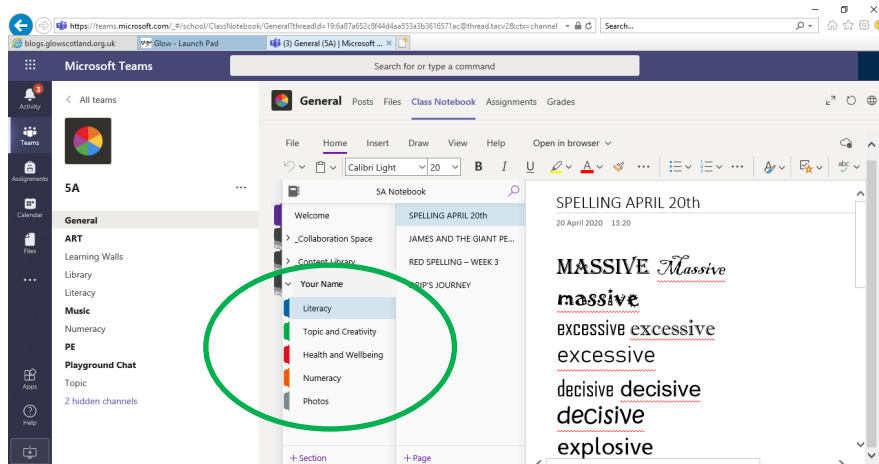 https://teams.microsoft.com/_#/school/ClassNotebook/General?threadId=19:6a87a652c8f44d4aa553a3b3616571ac@thread.tacv2&ctx=channel
Search...
blogs.glowscotland.org.uk
Glow - Launch Pad
(3) General (5A) | Microsoft ...
Microsoft Teams
Search for or type a command
3
Activity
Teams
Assignments
Calendar
Files
Apps
Help
All teams
5A
General
ART
Learning Walls
Library
Literacy
Music
Numeracy
PE
Playground Chat
Topic
2 hidden channels
General Posts Files Class Notebook Assignments Grades
File Home Insert Draw View Help Open in browser
Calibri Light 20 B I U A abc
5A Notebook
Welcome
_Collaboration Space
Content Library
Your Name
Literacy
Topic and Creativity
Health and Wellbeing
Numeracy
Photos
+ Section
SPELLING APRIL 20th
JAMES AND THE GIANT PE...
RED SPELLING – WEEK 3
DRIP'S JOURNEY
+ Page
SPELLING APRIL 20th
20 April 2020 13:20
MASSIVE Massive
massive
excessive excessive
excessive
decisive decisive
decisive
explosive